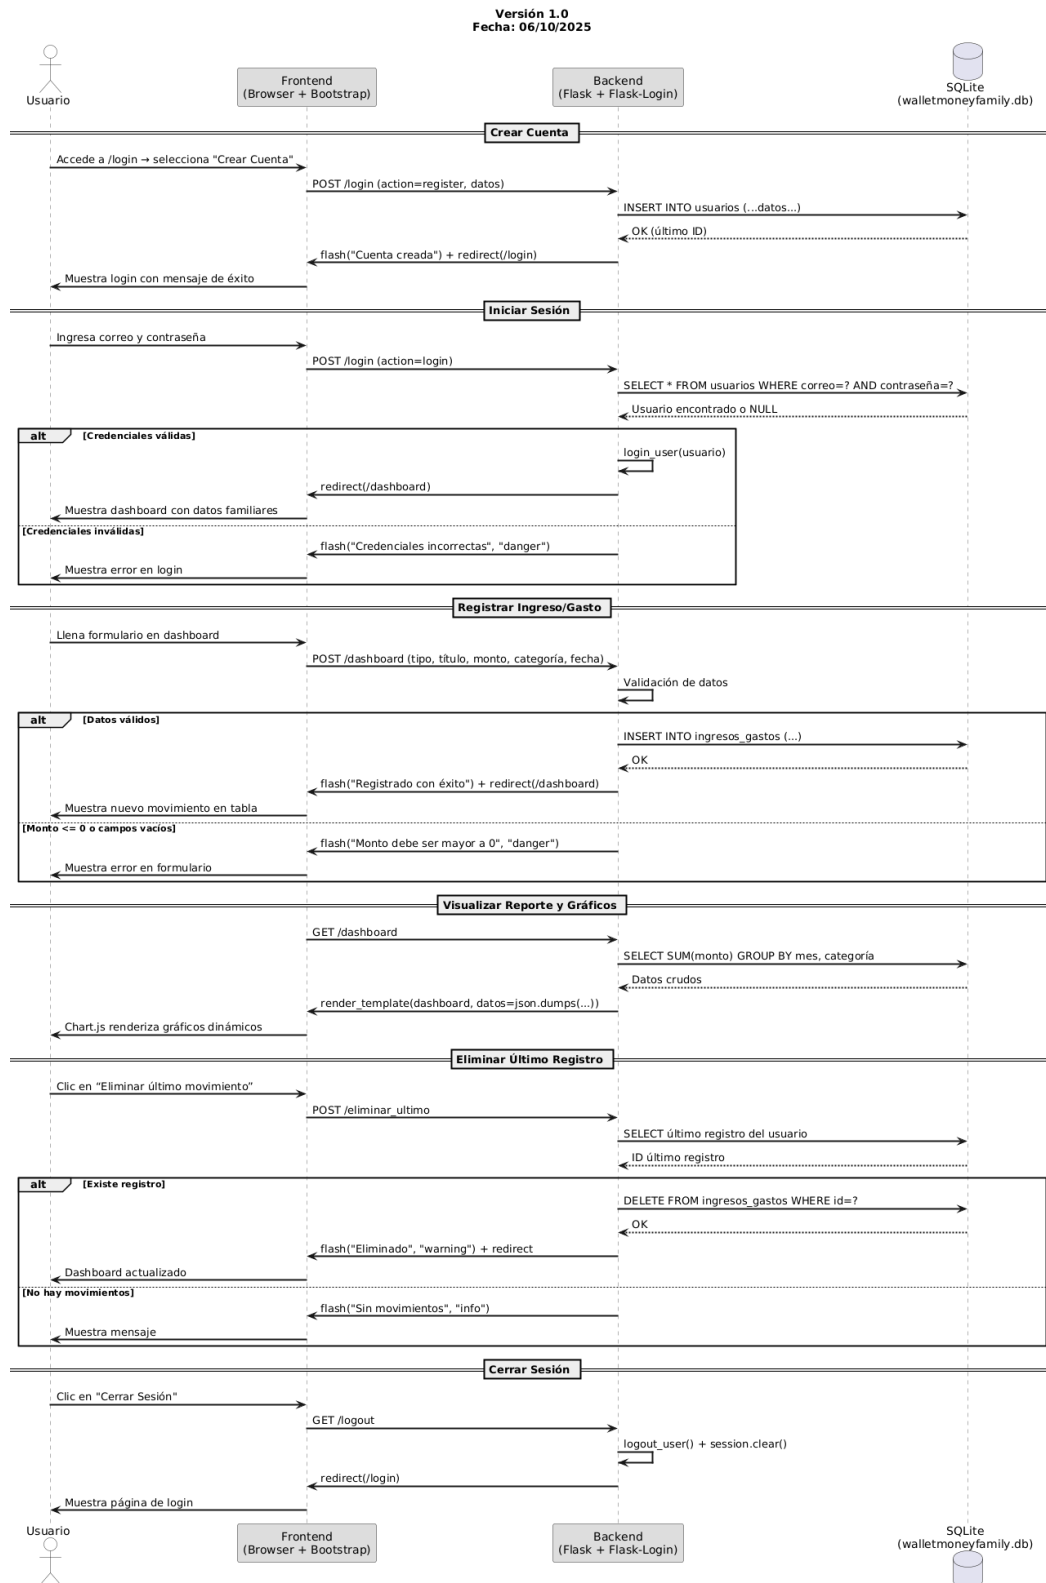 Versión 1.0
Fecha: 06/10/2025
Usuario
Frontend
(Browser + Bootstrap)
Backend
(Flask + Flask-Login)
SQLite
(walletmoneyfamily.db)
Crear Cuenta
Accede a /login → selecciona "Crear Cuenta"
POST /login (action=register, datos)
INSERT INTO usuarios (...datos...)
OK (último ID)
flash("Cuenta creada") + redirect(/login)
Muestra login con mensaje de éxito
Iniciar Sesión
Ingresa correo y contraseña
POST /login (action=login)
SELECT * FROM usuarios WHERE correo=? AND contraseña=?
Usuario encontrado o NULL
alt [Credenciales válidas]
login_user(usuario)
redirect(/dashboard)
Muestra dashboard con datos familiares
[Credenciales inválidas]
flash("Credenciales incorrectas", "danger")
Muestra error en login
Registrar Ingreso/Gasto
Llena formulario en dashboard
POST /dashboard (tipo, título, monto, categoría, fecha)
Validación de datos
alt [Datos válidos]
INSERT INTO ingresos_gastos (...)
OK
flash("Registrado con éxito") + redirect(/dashboard)
Muestra nuevo movimiento en tabla
[Monto <= 0 o campos vacíos]
flash("Monto debe ser mayor a 0", "danger")
Muestra error en formulario
Visualizar Reporte y Gráficos
GET /dashboard
SELECT SUM(monto) GROUP BY mes, categoría
Datos crudos
render_template(dashboard, datos=json.dumps(...))
Chart.js renderiza gráficos dinámicos
Eliminar Último Registro
Clic en “Eliminar último movimiento”
POST /eliminar_ultimo
SELECT último registro del usuario
ID último registro
alt [Existe registro]
DELETE FROM ingresos_gastos WHERE id=?
OK
flash("Eliminado", "warning") + redirect
Dashboard actualizado
[No hay movimientos]
flash("Sin movimientos", "info")
Muestra mensaje
Cerrar Sesión
Clic en "Cerrar Sesión"
GET /logout
logout_user() + session.clear()
redirect(/login)
Muestra página de login
Usuario
Frontend
(Browser + Bootstrap)
Backend
(Flask + Flask-Login)
SQLite
(walletmoneyfamily.db)